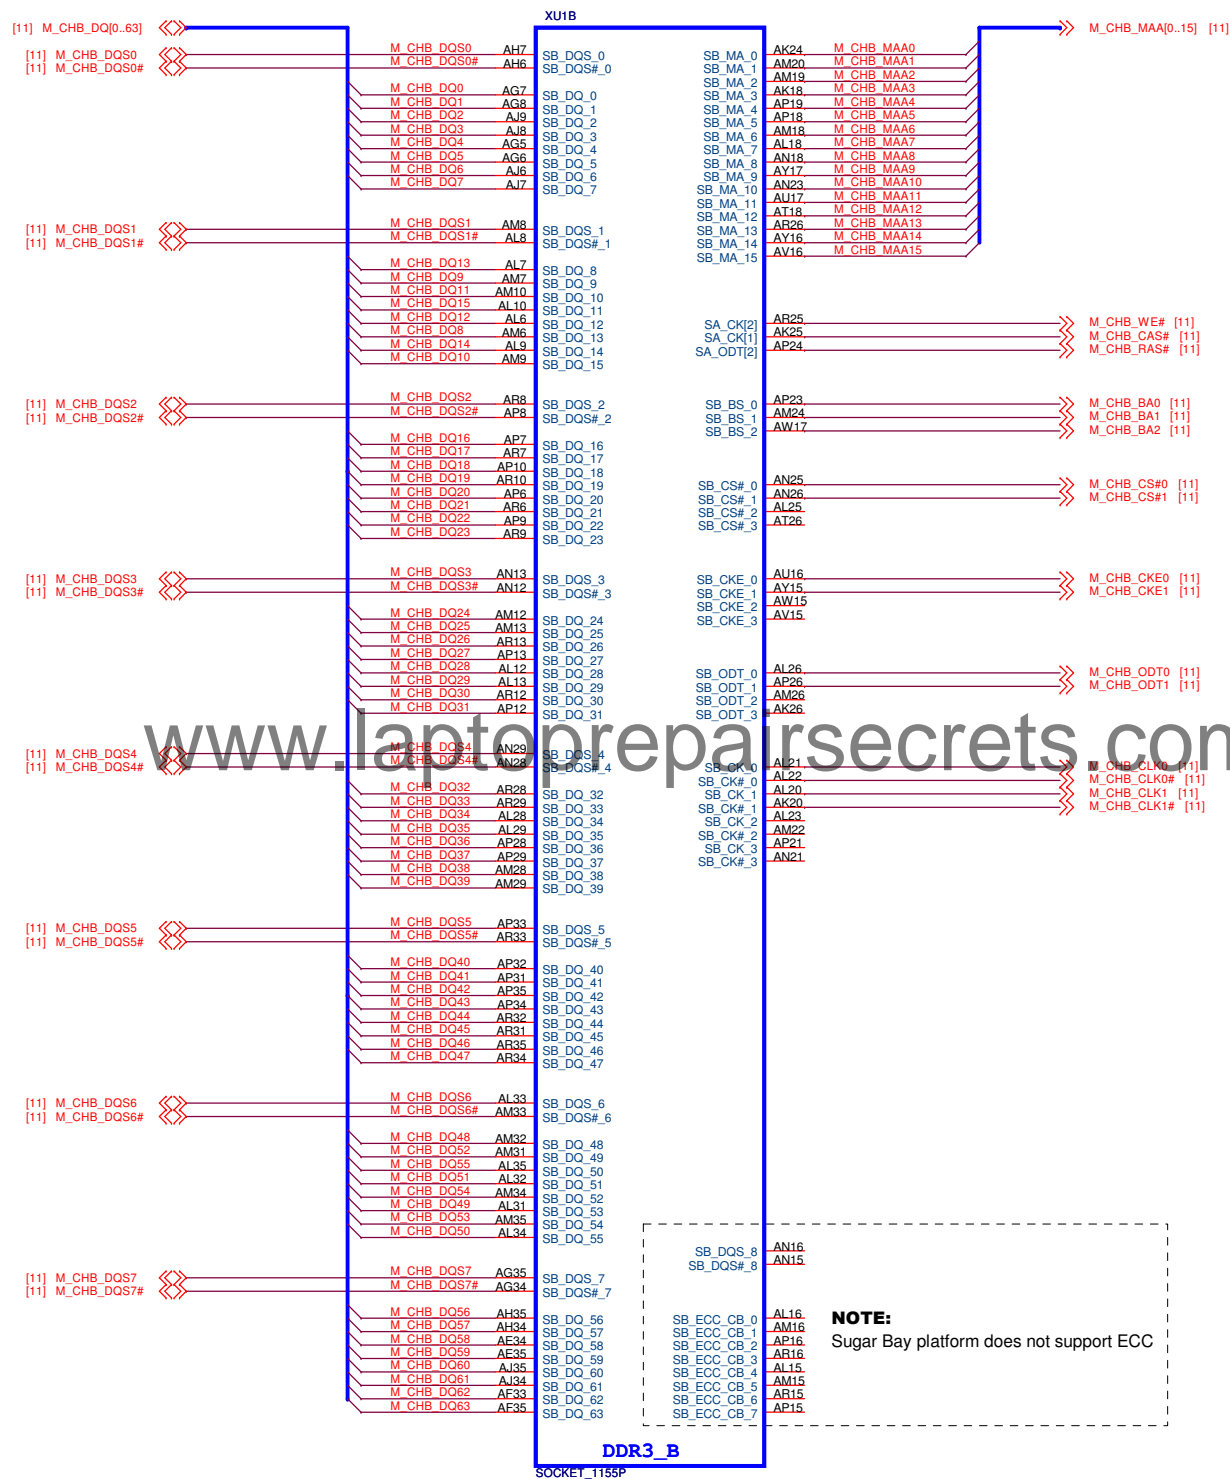 XU1B
[11] M_CHB_DQ[0..63]
M_CHB_MAA[0..15] [11]
[11] M_CHB_DQS0 M_CHB_DQS0 AH7 SB_DQS_0
[11] M_CHB_DQS0# M_CHB_DQS0# AH6 SB_DQS#_0
M_CHB_DQ0 AG7 SB_DQ_0
M_CHB_DQ1 AG8 SB_DQ_1
M_CHB_DQ2 AJ9 SB_DQ_2
M_CHB_DQ3 AJ8 SB_DQ_3
M_CHB_DQ4 AG5 SB_DQ_4
M_CHB_DQ5 AG6 SB_DQ_5
M_CHB_DQ6 AJ6 SB_DQ_6
M_CHB_DQ7 AJ7 SB_DQ_7
[11] M_CHB_DQS1 M_CHB_DQS1 AM8 SB_DQS_1
[11] M_CHB_DQS1# M_CHB_DQS1# AL8 SB_DQS#_1
M_CHB_DQ13 AL7 SB_DQ_8
M_CHB_DQ9 AM7 SB_DQ_9
M_CHB_DQ11 AM10 SB_DQ_10
M_CHB_DQ15 AL10 SB_DQ_11
M_CHB_DQ12 AL6 SB_DQ_12
M_CHB_DQ8 AM6 SB_DQ_13
M_CHB_DQ14 AL9 SB_DQ_14
M_CHB_DQ10 AM9 SB_DQ_15
[11] M_CHB_DQS2 M_CHB_DQS2 AR8 SB_DQS_2
[11] M_CHB_DQS2# M_CHB_DQS2# AP8 SB_DQS#_2
M_CHB_DQ16 AP7 SB_DQ_16
M_CHB_DQ17 AR7 SB_DQ_17
M_CHB_DQ18 AP10 SB_DQ_18
M_CHB_DQ19 AR10 SB_DQ_19
M_CHB_DQ20 AP6 SB_DQ_20
M_CHB_DQ21 AR6 SB_DQ_21
M_CHB_DQ22 AP9 SB_DQ_22
M_CHB_DQ23 AR9 SB_DQ_23
[11] M_CHB_DQS3 M_CHB_DQS3 AN13 SB_DQS_3
[11] M_CHB_DQS3# M_CHB_DQS3# AN12 SB_DQS#_3
M_CHB_DQ24 AM12 SB_DQ_24
M_CHB_DQ25 AM13 SB_DQ_25
M_CHB_DQ26 AR13 SB_DQ_26
M_CHB_DQ27 AP13 SB_DQ_27
M_CHB_DQ28 AL12 SB_DQ_28
M_CHB_DQ29 AL13 SB_DQ_29
M_CHB_DQ30 AR12 SB_DQ_30
M_CHB_DQ31 AP12 SB_DQ_31
[11] M_CHB_DQS4 M_CHB_DQS4 AN29 SB_DQS_4
[11] M_CHB_DQS4# M_CHB_DQS4# AN28 SB_DQS#_4
M_CHB_DQ32 AR28 SB_DQ_32
M_CHB_DQ33 AR29 SB_DQ_33
M_CHB_DQ34 AL28 SB_DQ_34
M_CHB_DQ35 AL29 SB_DQ_35
M_CHB_DQ36 AP28 SB_DQ_36
M_CHB_DQ37 AP29 SB_DQ_37
M_CHB_DQ38 AM28 SB_DQ_38
M_CHB_DQ39 AM29 SB_DQ_39
[11] M_CHB_DQS5 M_CHB_DQS5 AP33 SB_DQS_5
[11] M_CHB_DQS5# M_CHB_DQS5# AR33 SB_DQS#_5
M_CHB_DQ40 AP32 SB_DQ_40
M_CHB_DQ41 AP31 SB_DQ_41
M_CHB_DQ42 AP35 SB_DQ_42
M_CHB_DQ43 AP34 SB_DQ_43
M_CHB_DQ44 AR32 SB_DQ_44
M_CHB_DQ45 AR31 SB_DQ_45
M_CHB_DQ46 AR35 SB_DQ_46
M_CHB_DQ47 AR34 SB_DQ_47
[11] M_CHB_DQS6 M_CHB_DQS6 AL33 SB_DQS_6
[11] M_CHB_DQS6# M_CHB_DQS6# AM33 SB_DQS#_6
M_CHB_DQ48 AM32 SB_DQ_48
M_CHB_DQ52 AM31 SB_DQ_49
M_CHB_DQ55 AL35 SB_DQ_50
M_CHB_DQ51 AL32 SB_DQ_51
M_CHB_DQ54 AM34 SB_DQ_52
M_CHB_DQ49 AL31 SB_DQ_53
M_CHB_DQ53 AM35 SB_DQ_54
M_CHB_DQ50 AL34 SB_DQ_55
[11] M_CHB_DQS7 M_CHB_DQS7 AG35 SB_DQS_7
[11] M_CHB_DQS7# M_CHB_DQS7# AG34 SB_DQS#_7
M_CHB_DQ56 AH35 SB_DQ_56
M_CHB_DQ57 AH34 SB_DQ_57
M_CHB_DQ58 AE34 SB_DQ_58
M_CHB_DQ59 AE35 SB_DQ_59
M_CHB_DQ60 AJ35 SB_DQ_60
M_CHB_DQ61 AJ34 SB_DQ_61
M_CHB_DQ62 AF33 SB_DQ_62
M_CHB_DQ63 AF35 SB_DQ_63
SB_MA_0 AK24 M_CHB_MAA0
SB_MA_1 AM20 M_CHB_MAA1
SB_MA_2 AM19 M_CHB_MAA2
SB_MA_3 AK18 M_CHB_MAA3
SB_MA_4 AP19 M_CHB_MAA4
SB_MA_5 AP18 M_CHB_MAA5
SB_MA_6 AM18 M_CHB_MAA6
SB_MA_7 AL18 M_CHB_MAA7
SB_MA_8 AN18 M_CHB_MAA8
SB_MA_9 AY17 M_CHB_MAA9
SB_MA_10 AN23 M_CHB_MAA10
SB_MA_11 AU17 M_CHB_MAA11
SB_MA_12 AT18 M_CHB_MAA12
SB_MA_13 AR26 M_CHB_MAA13
SB_MA_14 AY16 M_CHB_MAA14
SB_MA_15 AV16 M_CHB_MAA15
SA_CK[2] AR25 M_CHB_WE# [11]
SA_CK[1] AK25 M_CHB_CAS# [11]
SA_ODT[2] AP24 M_CHB_RAS# [11]
SB_BS_0 AP23 M_CHB_BA0 [11]
SB_BS_1 AM24 M_CHB_BA1 [11]
SB_BS_2 AW17 M_CHB_BA2 [11]
SB_CS#_0 AN25 M_CHB_CS#0 [11]
SB_CS#_1 AN26 M_CHB_CS#1 [11]
SB_CS#_2 AL25
SB_CS#_3 AT26
SB_CKE_0 AU16 M_CHB_CKE0 [11]
SB_CKE_1 AY15 M_CHB_CKE1 [11]
SB_CKE_2 AW15
SB_CKE_3 AV15
SB_ODT_0 AL26 M_CHB_ODT0 [11]
SB_ODT_1 AP26 M_CHB_ODT1 [11]
SB_ODT_2 AM26
SB_ODT_3 AK26
www.laptoprepairsecrets.com
SB_CK_0 AL21 M_CHB_CLK0 [11]
SB_CK#_0 AL22 M_CHB_CLK0# [11]
SB_CK_1 AL20 M_CHB_CLK1 [11]
SB_CK#_1 AK20 M_CHB_CLK1# [11]
SB_CK_2 AL23
SB_CK#_2 AM22
SB_CK_3 AP21
SB_CK#_3 AN21
SB_DQS_8 AN16
SB_DQS#_8 AN15
SB_ECC_CB_0 AL16
SB_ECC_CB_1 AM16
SB_ECC_CB_2 AP16
SB_ECC_CB_3 AR16
SB_ECC_CB_4 AL15
SB_ECC_CB_5 AM15
SB_ECC_CB_6 AR15
SB_ECC_CB_7 AP15
NOTE:
Sugar Bay platform does not support ECC
DDR3_B
SOCKET_1155P